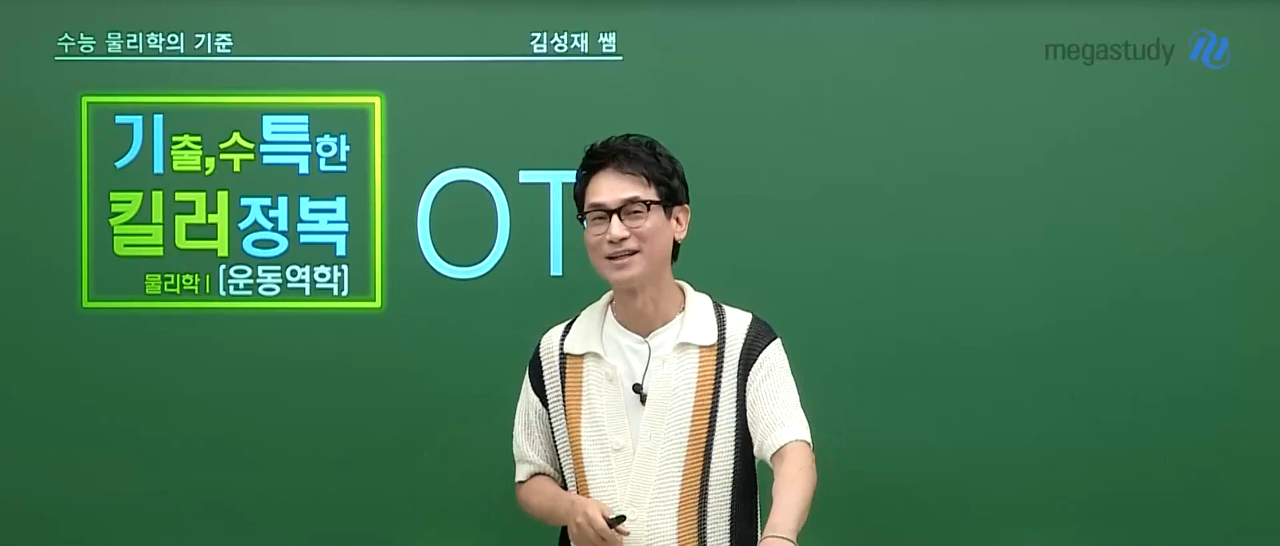 수능 물리학의 기준
김성재 쌤
megastudy
기출,수특한
킬러정복
물리학Ⅰ (운동역학)
OT